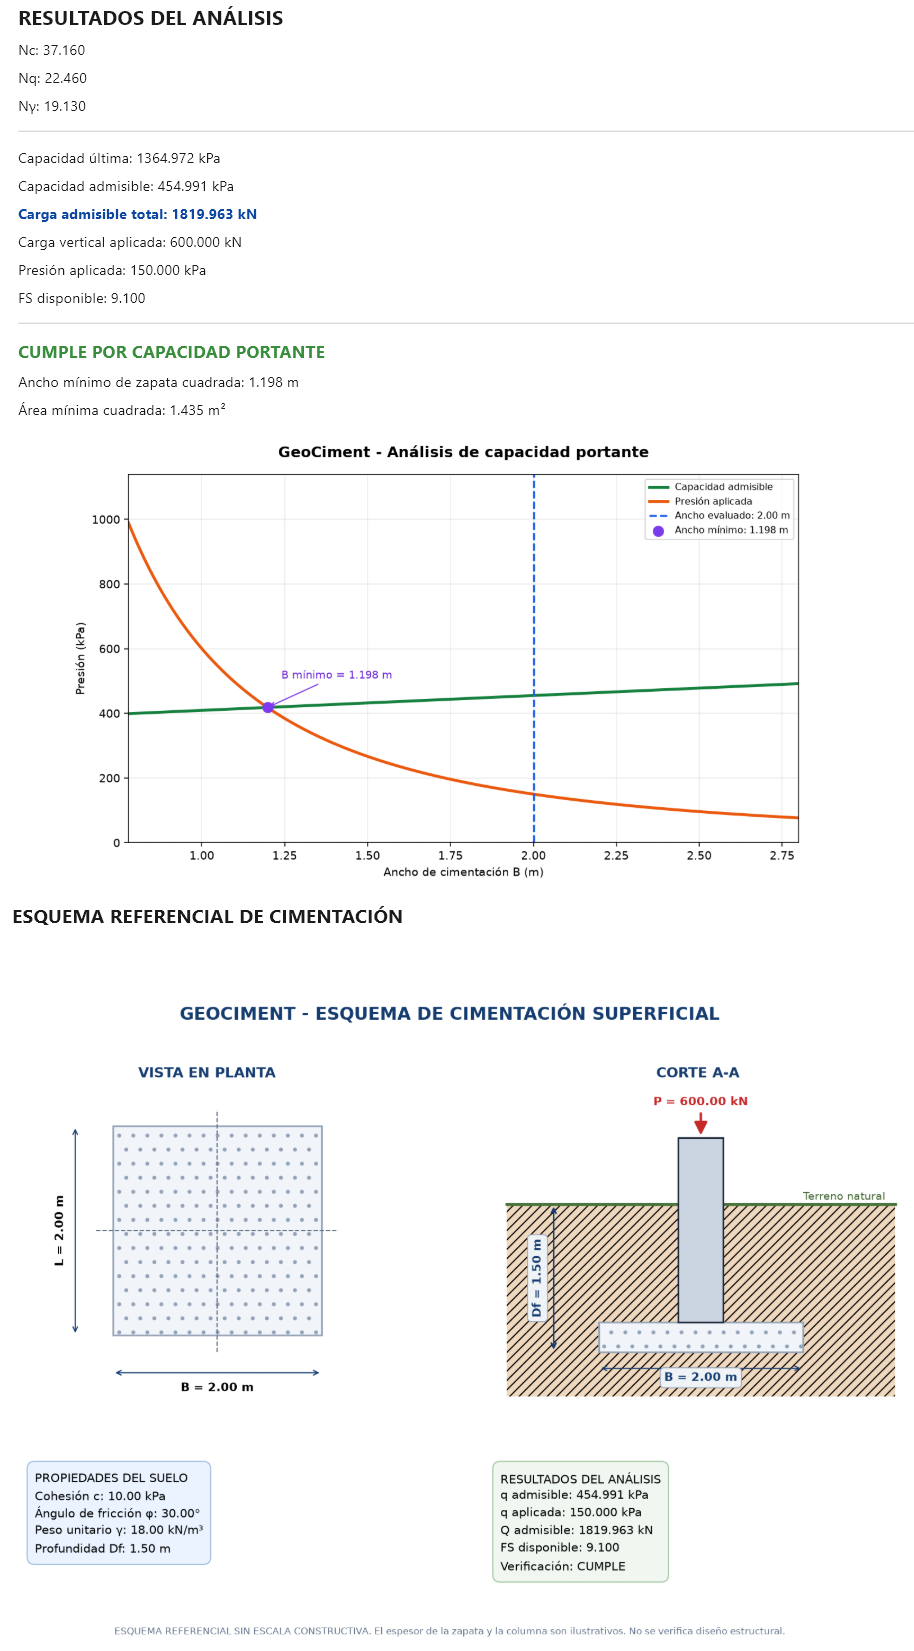 RESULTADOS DEL ANÁLISIS
Nc: 37.160
Nq: 22.460
Nγ: 19.130
Capacidad última: 1364.972 kPa
Capacidad admisible: 454.991 kPa
Carga admisible total: 1819.963 kN
Carga vertical aplicada: 600.000 kN
Presión aplicada: 150.000 kPa
FS disponible: 9.100
CUMPLE POR CAPACIDAD PORTANTE
Ancho mínimo de zapata cuadrada: 1.198 m
Área mínima cuadrada: 1.435 m²
GeoCiment - Análisis de capacidad portante
Capacidad admisible
Presión aplicada
Ancho evaluado: 2.00 m
Ancho mínimo: 1.198 m
1000
800
600
400
200
0
Presión (kPa)
B mínimo = 1.198 m
1.00 1.25 1.50 1.75 2.00 2.25 2.50 2.75
Ancho de cimentación B (m)
ESQUEMA REFERENCIAL DE CIMENTACIÓN
GEOCIMENT - ESQUEMA DE CIMENTACIÓN SUPERFICIAL
VISTA EN PLANTA
L = 2.00 m
B = 2.00 m
CORTE A-A
P = 600.00 kN
Terreno natural
Df = 1.50 m
B = 2.00 m
PROPIEDADES DEL SUELO
Cohesión c: 10.00 kPa
Ángulo de fricción φ: 30.00°
Peso unitario γ: 18.00 kN/m³
Profundidad Df: 1.50 m
RESULTADOS DEL ANÁLISIS
q admisible: 454.991 kPa
q aplicada: 150.000 kPa
Q admisible: 1819.963 kN
FS disponible: 9.100
Verificación: CUMPLE
ESQUEMA REFERENCIAL SIN ESCALA CONSTRUCTIVA. El espesor de la zapata y la columna son ilustrativos. No se verifica diseño estructural.